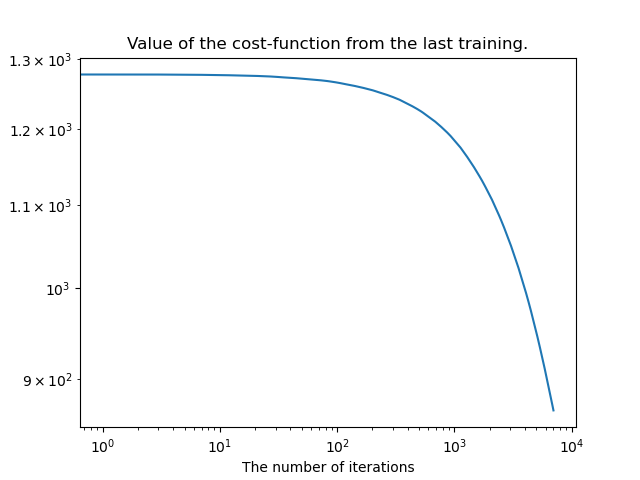 Value of the cost-function from the last training.
1.3 × 10³
1.2 × 10³
1.1 × 10³
10³
9 × 10²
10⁰ 10¹ 10² 10³ 10⁴
The number of iterations